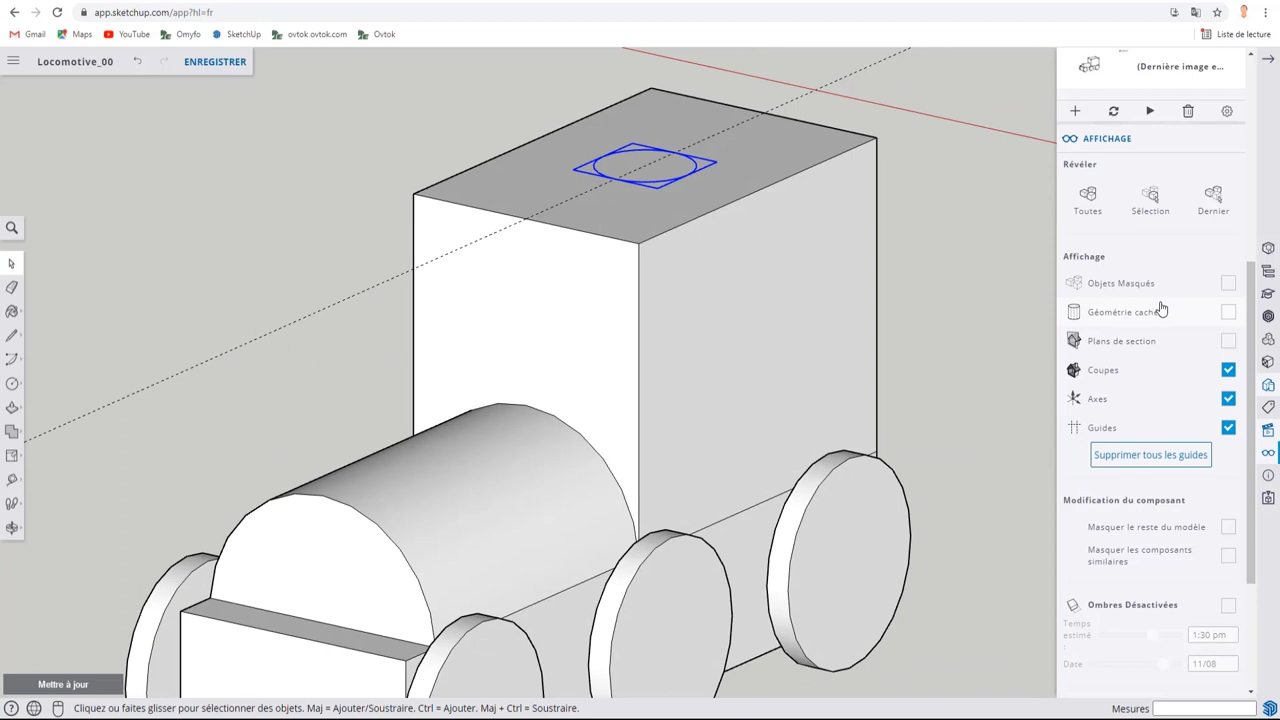 app.sketchup.com/app?hl=fr
Gmail
Maps
YouTube
Omyfo
SketchUp
ovtok ovtok.com
Ovtok
Liste de lecture
Locomotive_00
ENREGISTRER
(Dernière image e...
AFFICHAGE
Révéler
Toutes
Sélection
Dernier
Affichage
Objets Masqués
Géométrie cach
Plans de section
Coupes
Axes
Guides
Supprimer tous les guides
Modification du composant
Masquer le reste du modèle
Masquer les composants
similaires
Ombres Désactivées
Temps
estimé
:
1:30 pm
Date
11/08
Mettre à jour
Cliquez ou faites glisser pour sélectionner des objets. Maj = Ajouter/Soustraire. Ctrl = Ajouter. Maj + Ctrl = Soustraire.
Mesures